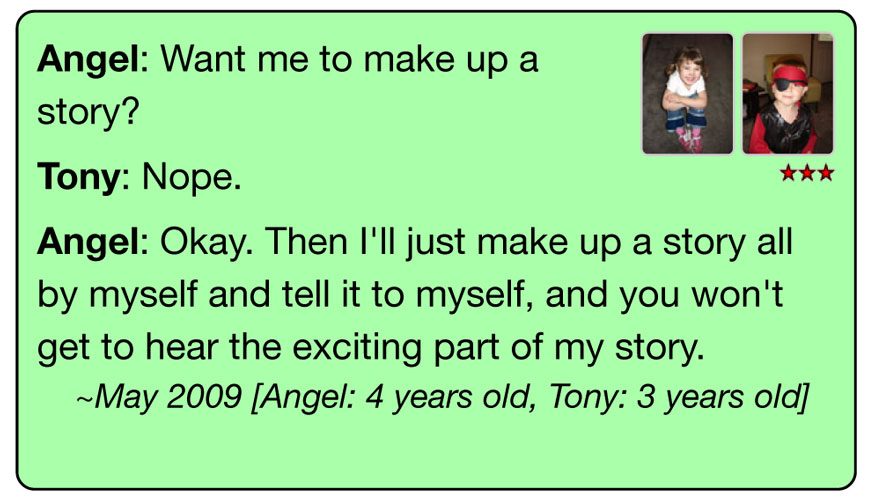 Angel: Want me to make up a
story?
Tony: Nope.
Angel: Okay. Then I'll just make up a story all
by myself and tell it to myself, and you won't
get to hear the exciting part of my story.
~May 2009 [Angel: 4 years old, Tony: 3 years old]